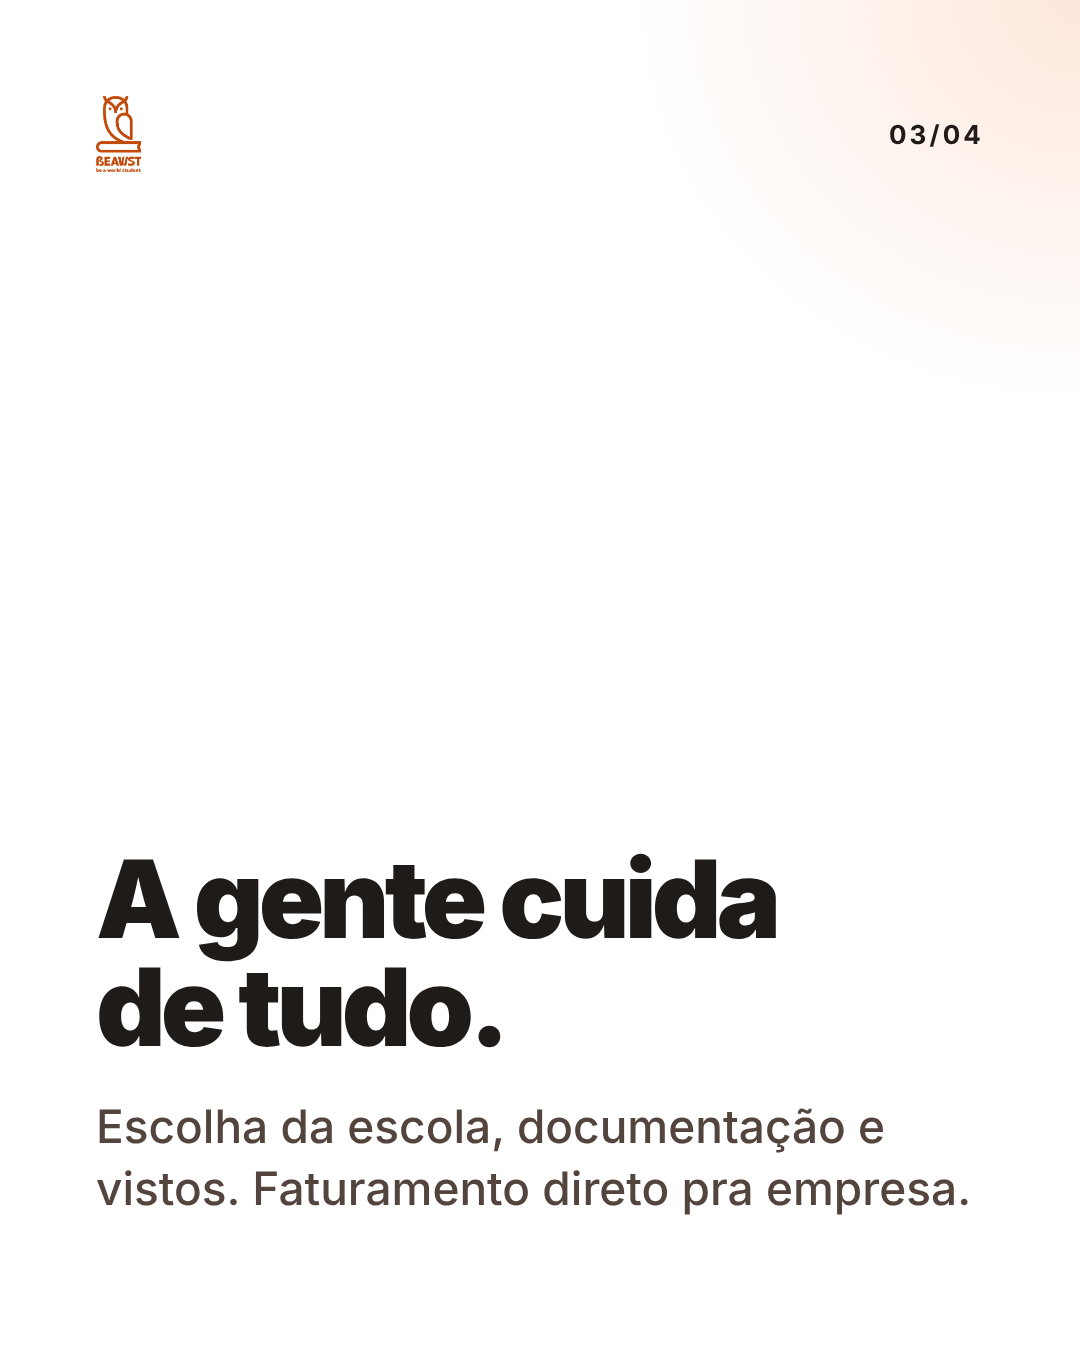 BEAWST
be a world student
03/04
A gente cuida
de tudo.
Escolha da escola, documentação e
vistos. Faturamento direto pra empresa.